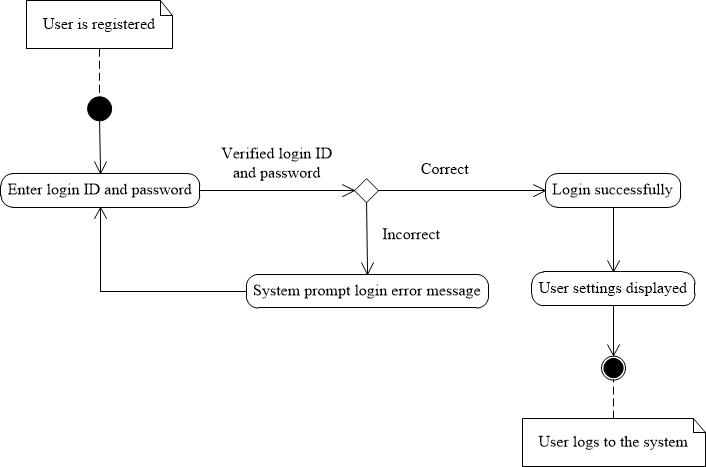 User is registered
Verified login ID
and password
Correct
Enter login ID and password
Login successfully
Incorrect
System prompt login error message
User settings displayed
User logs to the system